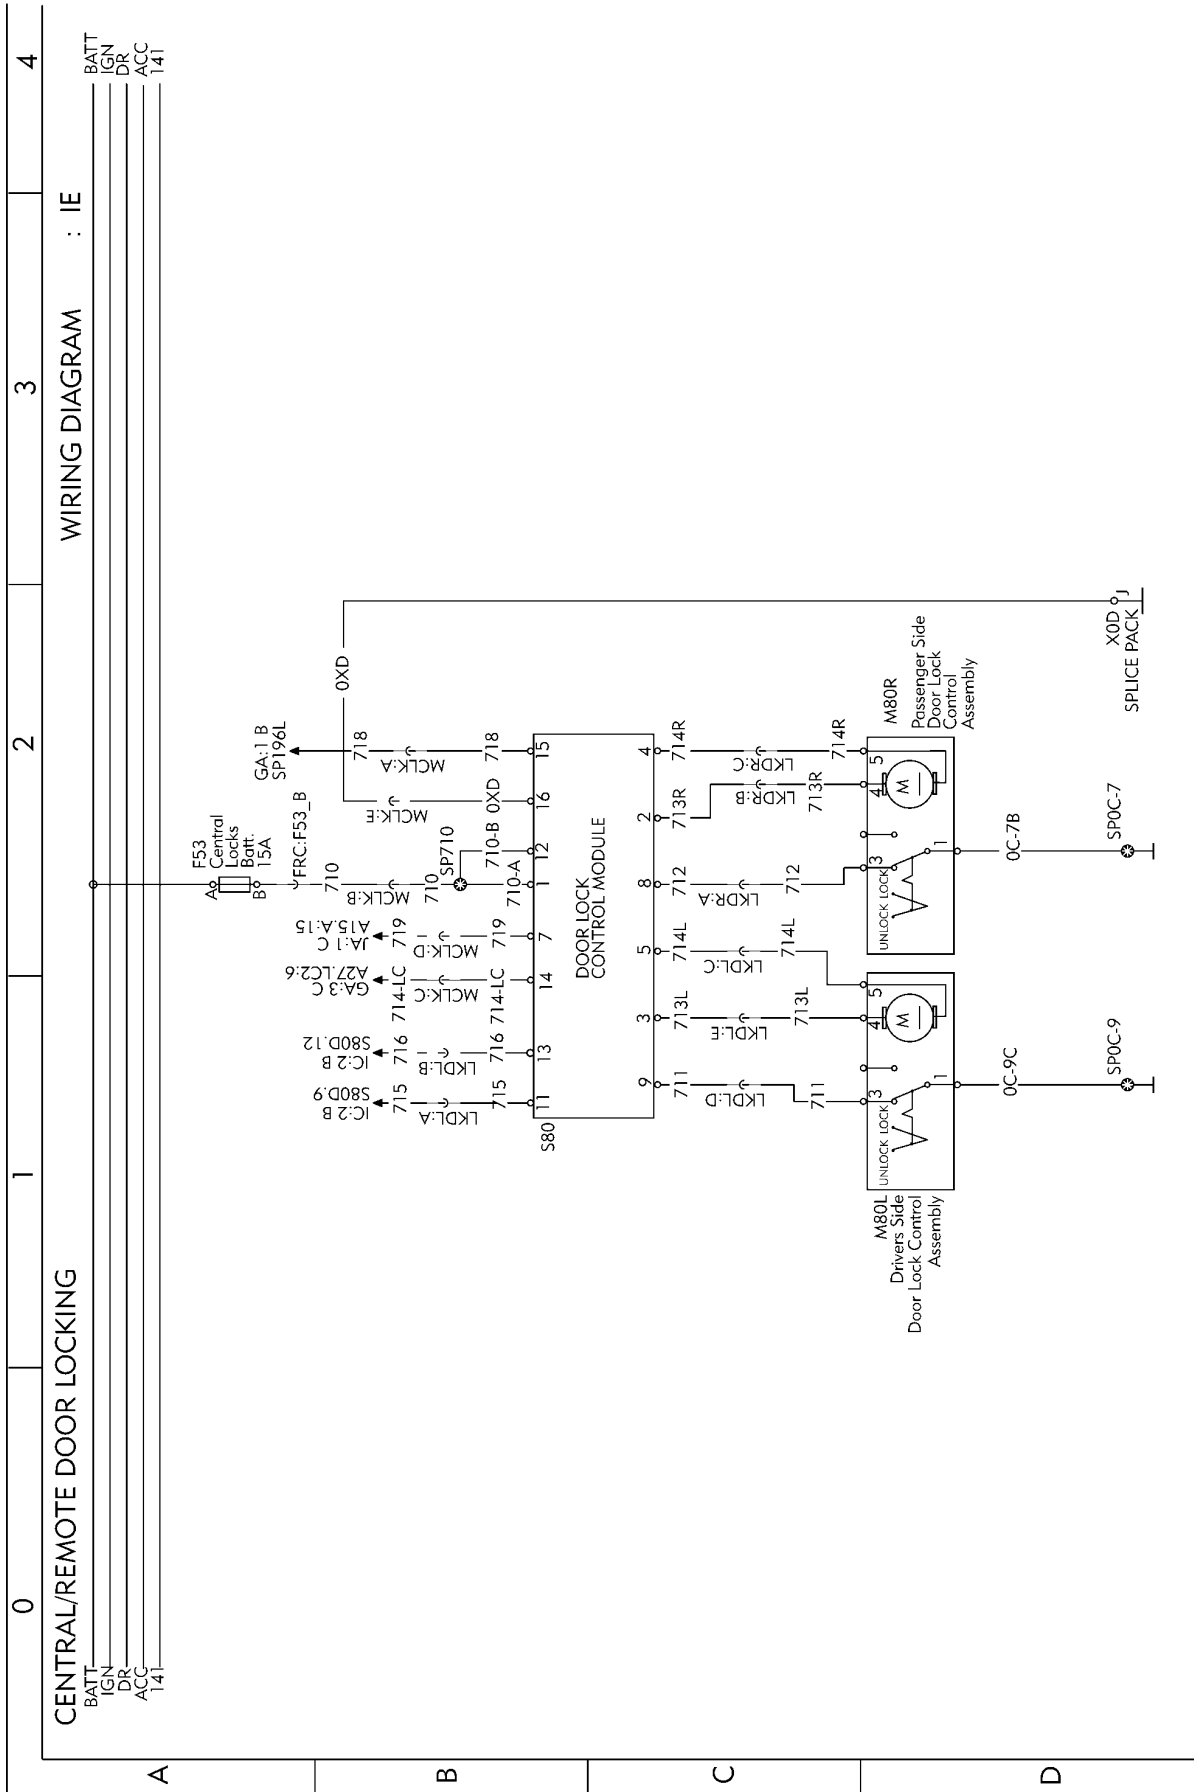 0
1
2
3
4
CENTRAL/REMOTE DOOR LOCKING
WIRING DIAGRAM : IE
BATT
IGN
DR
ACC
141
BATT
IGN
DR
ACC
141
A
B
C
D
A
F53
Central
Locks
Batt.
15A
B
FRC:F53_B
IC:2 B
S80D.9
IC:2 B
S80D.12
GA:3 C
A27:LC2:6
JA:1 C
A15.A:15
GA:1 B
SP196L
715
716
714-LC
719
710
718
0XD
LKDL:A
LKDL:B
MCLK:C
MCLK:D
MCLK:B
MCLK:E
MCLK:A
710
SP710
715
716
714-LC
719
710-A
710-B
0XD
718
11
13
14
7
1
12
16
15
S80
DOOR LOCK
CONTROL MODULE
9
3
5
8
2
4
711
713L
714L
712
713R
714R
LKDL:D
LKDL:E
LKDL:C
LKDR:A
LKDR:B
LKDR:C
711
713L
714L
712
713R
714R
M80L
Drivers Side
Door Lock Control
Assembly
UNLOCK LOCK
3
4
5
M
1
UNLOCK LOCK
3
4
5
M
1
M80R
Passenger Side
Door Lock
Control
Assembly
0C-9C
0C-7B
SP0C-9
SP0C-7
X0D
J
SPLICE PACK